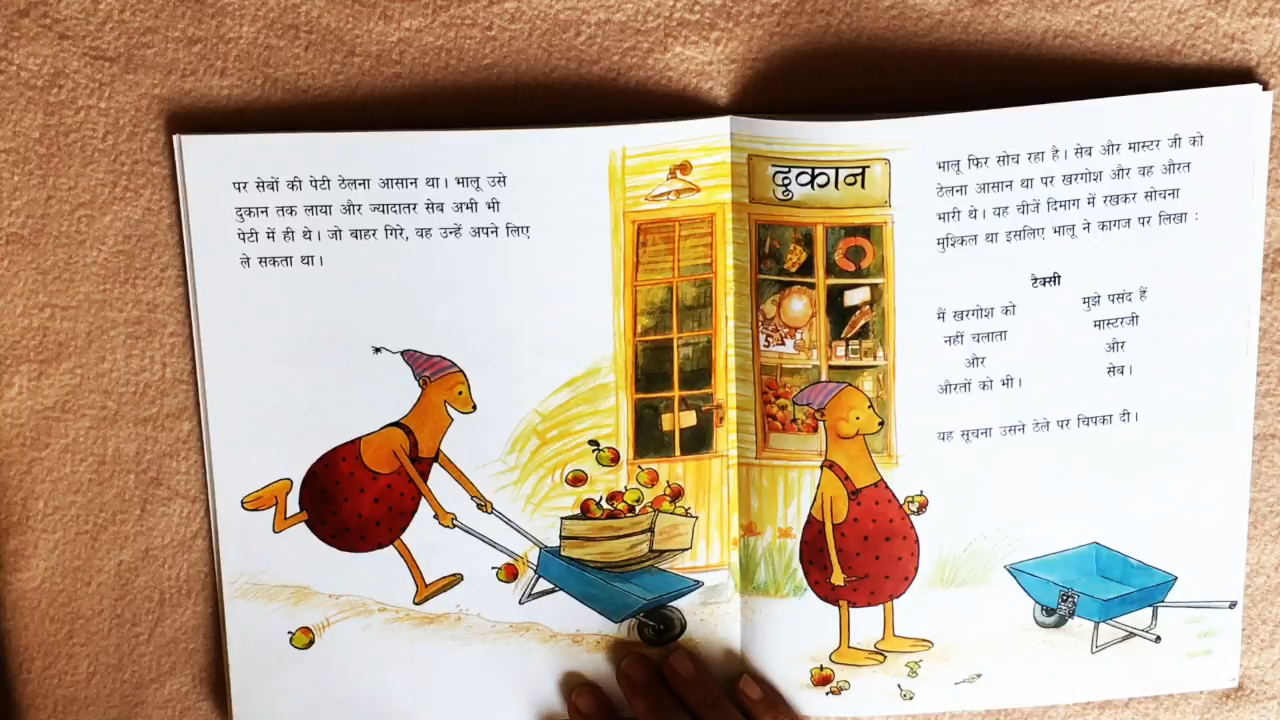 पर सेबों की पेटी ठेलना आसान था। भालू उसे
दुकान तक लाया और ज्यादातर सेब अभी भी
पेटी में ही थे। जो बाहर गिरे, वह उन्हें अपने लिए
ले सकता था।
दुकान
भालू फिर सोच रहा है। सेब और मास्टर जी को
ठेलना आसान था पर खरगोश और वह औरत
भारी थे। यह चीजें दिमाग में रखकर सोचना
मुश्किल था इसलिए भालू ने कागज पर लिखा :
टैक्सी
मैं खरगोश को
नहीं चलाता
और
औरतों को भी।
मुझे पसंद हैं
मास्टरजी
और
सेब।
यह सूचना उसने ठेले पर चिपका दी।